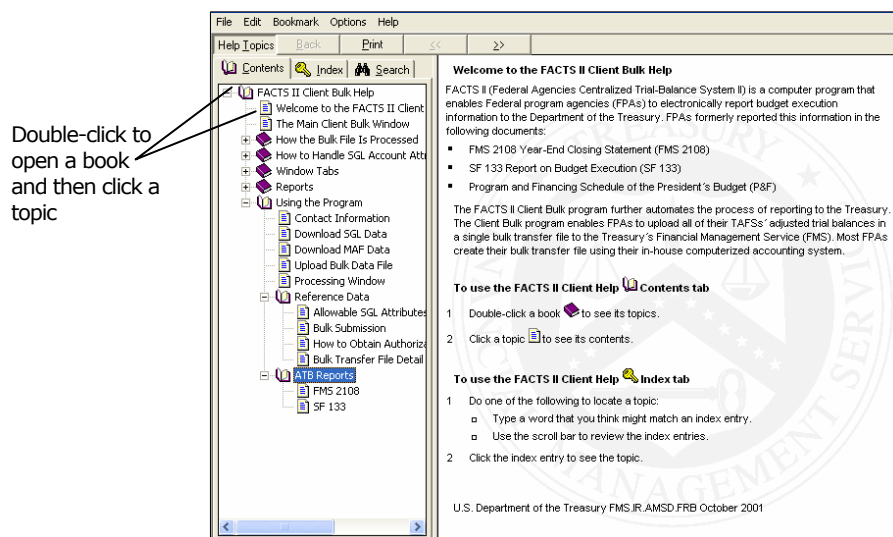 File Edit Bookmark Options Help
Help Topics Back Print << >>
Contents Index Search
Double-click to
open a book
and then click a
topic
FACTS II Client Bulk Help
Welcome to the FACTS II Client
The Main Client Bulk Window
How the Bulk File Is Processed
How to Handle SGL Account Attri
Window Tabs
Reports
Using the Program
Contact Information
Download SGL Data
Download MAF Data
Upload Bulk Data File
Processing Window
Reference Data
Allowable SGL Attributes
Bulk Submission
How to Obtain Authoriza
Bulk Transfer File Detail
ATB Reports
FMS 2108
SF 133
Welcome to the FACTS II Client Bulk Help
FACTS II (Federal Agencies Centralized Trial-Balance System II) is a computer program that
enables Federal program agencies (FPAs) to electronically report budget execution
information to the Department of the Treasury. FPAs formerly reported this information in the
following documents:
▪ FMS 2108 Year-End Closing Statement (FMS 2108)
▪ SF 133 Report on Budget Execution (SF 133)
▪ Program and Financing Schedule of the President's Budget (P&F)
The FACTS II Client Bulk program further automates the process of reporting to the Treasury.
The Client Bulk program enables FPAs to upload all of their TAFSs' adjusted trial balances in
a single bulk transfer file to the Treasury's Financial Management Service (FMS). Most FPAs
create their bulk transfer file using their in-house computerized accounting system.
To use the FACTS II Client Help Contents tab
1 Double-click a book to see its topics.
2 Click a topic to see its contents.
To use the FACTS II Client Help Index tab
1 Do one of the following to locate a topic:
Type a word that you think might match an index entry.
Use the scroll bar to review the index entries.
2 Click the index entry to see the topic.
U.S. Department of the Treasury FMS.IR.AMSD.FRB October 2001
TREASURY
MANAGEMENT SERVIC